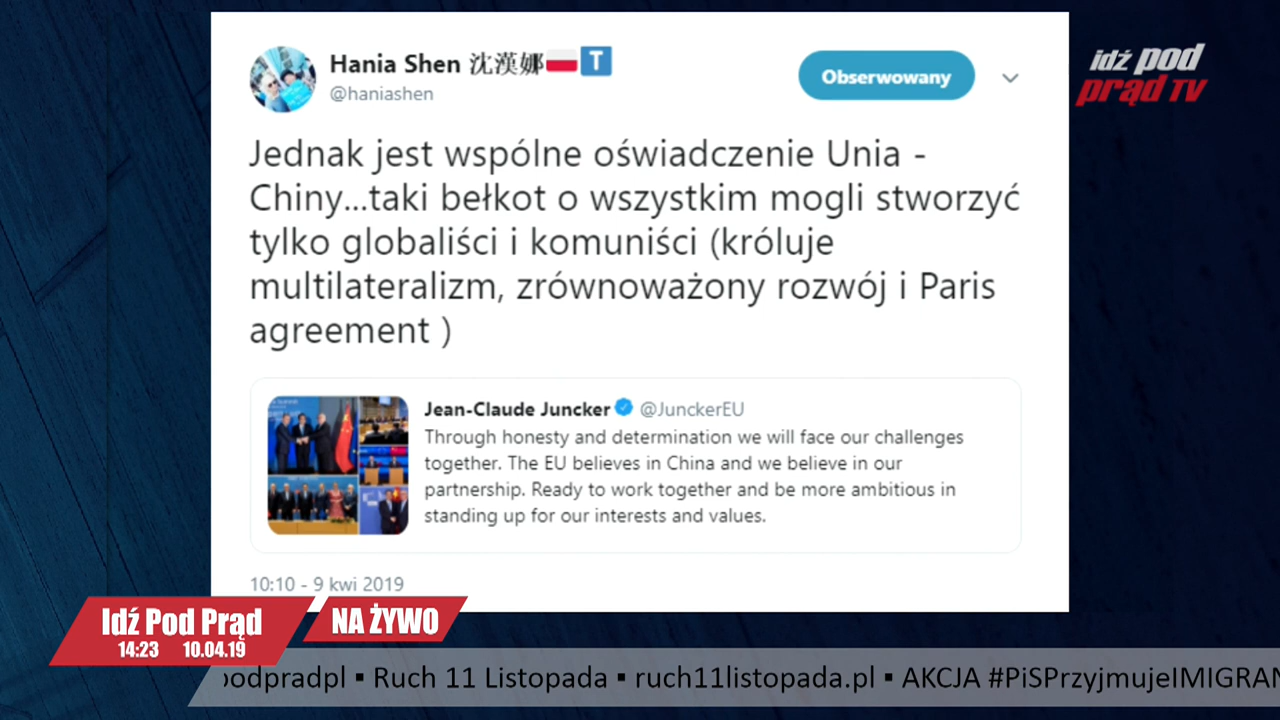 Hania Shen 沈漢娜 T
@haniashen
Obserwowany
idź pod
prąd TV
Jednak jest wspólne oświadczenie Unia -
Chiny...taki bełkot o wszystkim mogli stworzyć
tylko globaliści i komuniści (króluje
multilateralizm, zrównoważony rozwój i Paris
agreement )
Jean-Claude Juncker @JunckerEU
Through honesty and determination we will face our challenges
together. The EU believes in China and we believe in our
partnership. Ready to work together and be more ambitious in
standing up for our interests and values.
10:10 - 9 kwi 2019
Idź Pod Prąd NA ŻYWO
14:23 10.04.19
podpradpl ▪ Ruch 11 Listopada ▪ ruch11listopada.pl ▪ AKCJA #PiSPrzyjmujeIMIGRAN